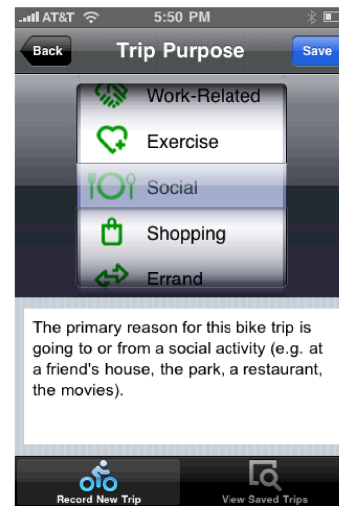 AT&T 5:50 PM
Back Trip Purpose Save
Work-Related
Exercise
Social
Shopping
Errand
The primary reason for this bike trip is
going to or from a social activity (e.g. at
a friend's house, the park, a restaurant,
the movies).
Record New Trip View Saved Trips